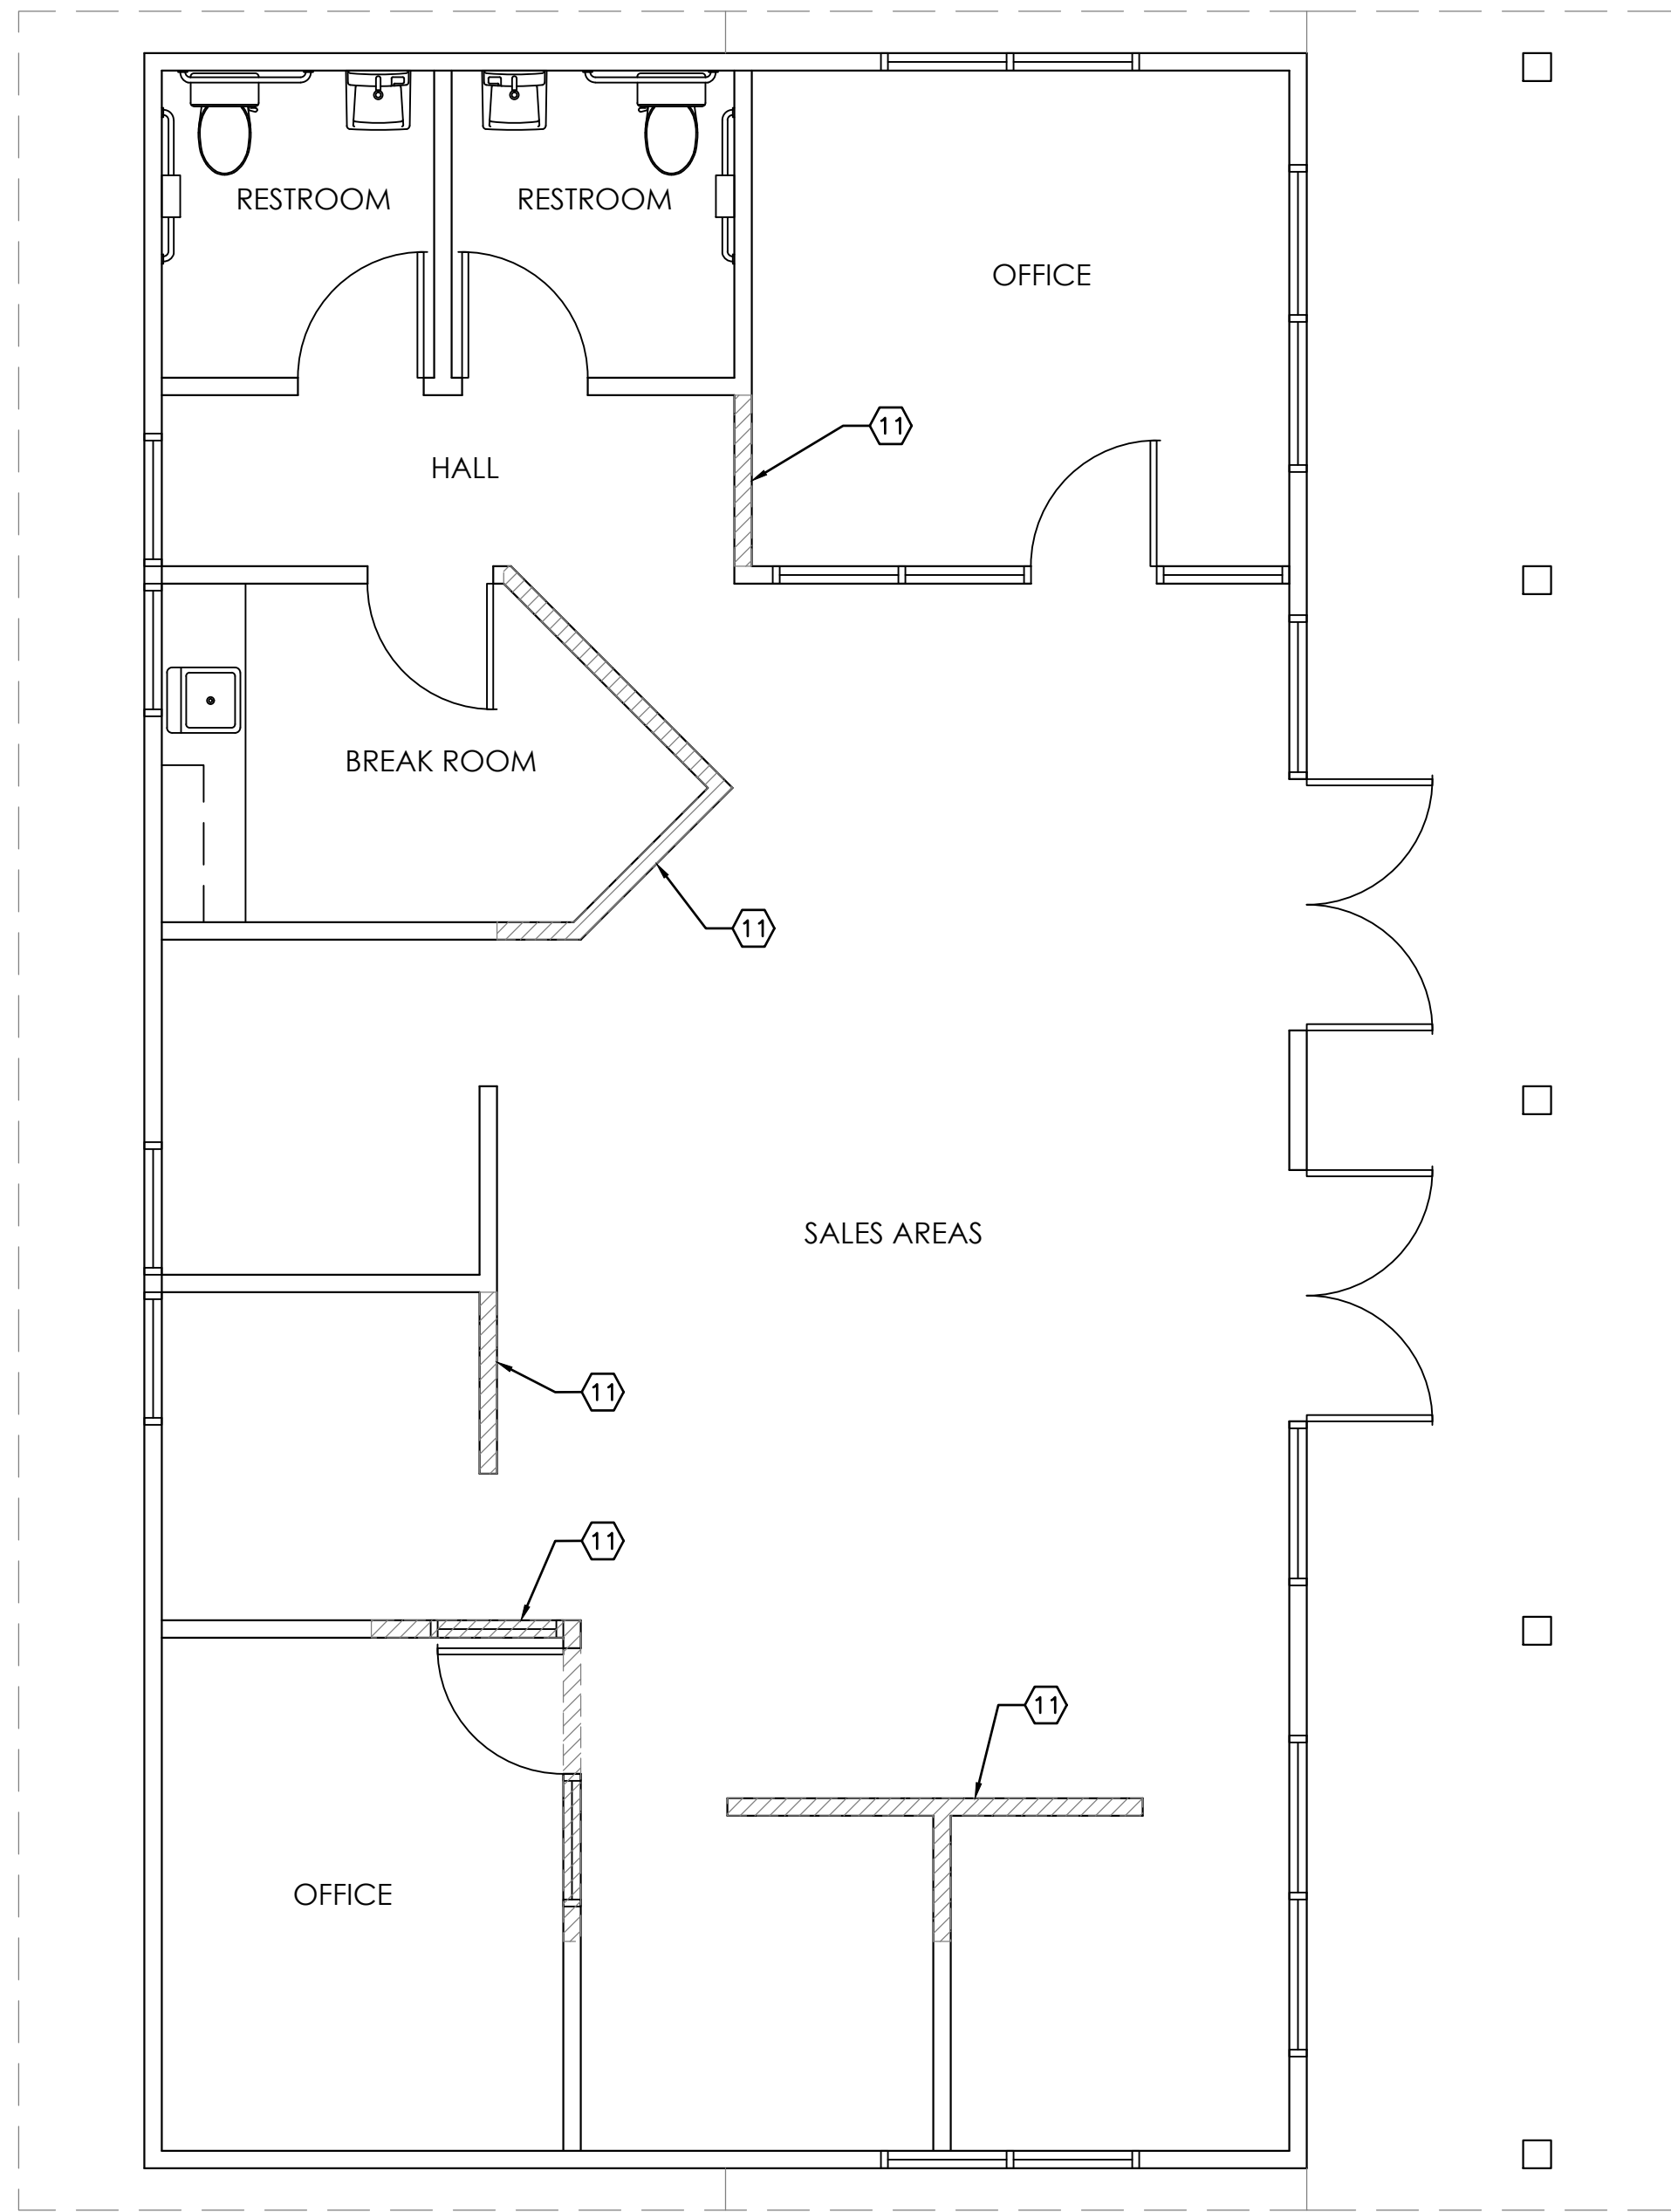 RESTROOM
RESTROOM
OFFICE
11
HALL
BREAK ROOM
11
SALES AREAS
11
11
11
OFFICE